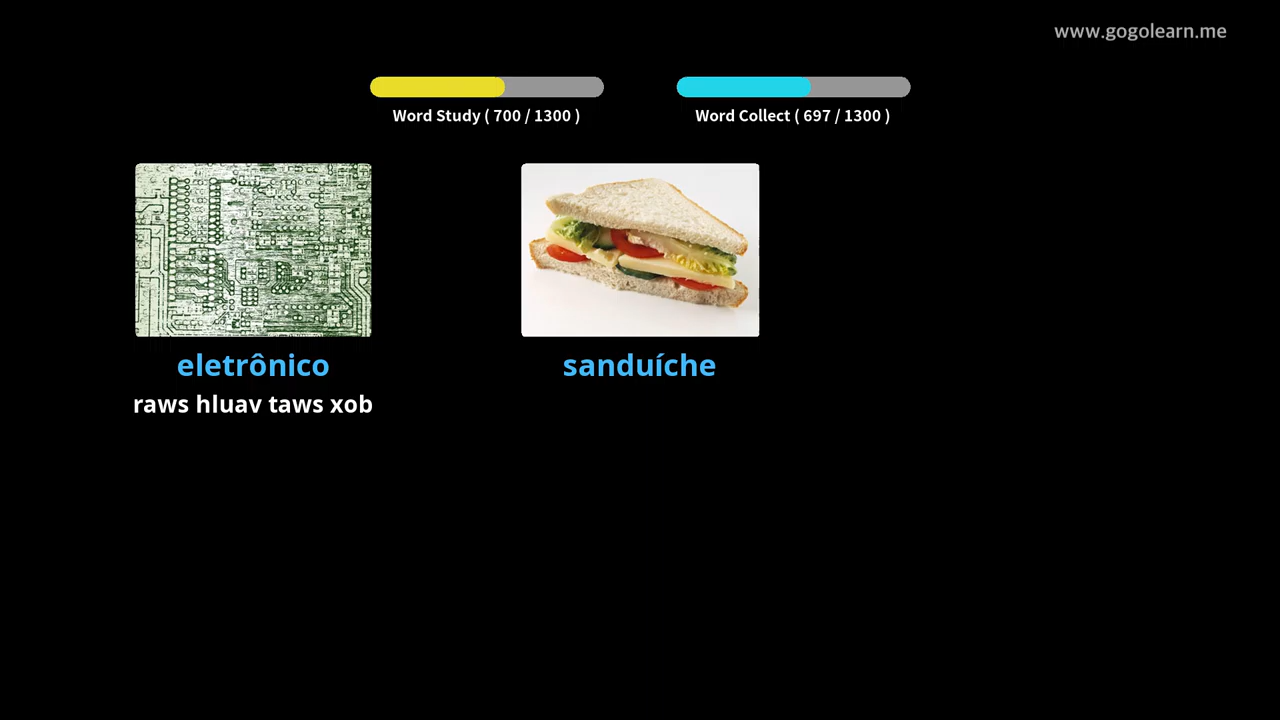 www.gogolearn.me
Word Study ( 700 / 1300 )
Word Collect ( 697 / 1300 )
eletrônico
raws hluav taws xob
sanduíche